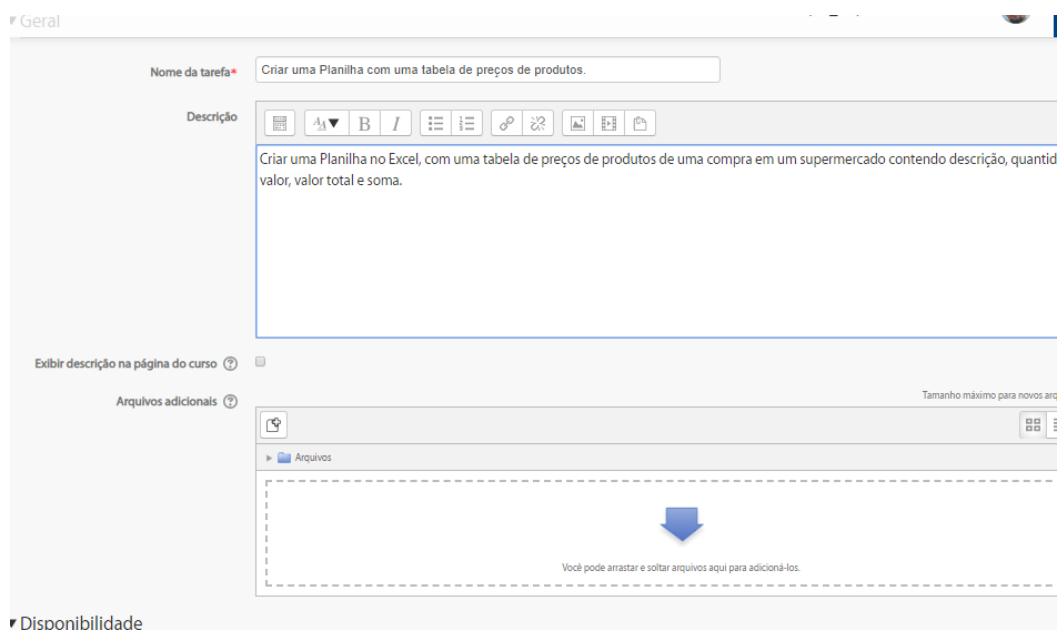 Geral
Nome da tarefa*
Criar uma Planilha com uma tabela de preços de produtos.
Descrição
B I
Criar uma Planilha no Excel, com uma tabela de preços de produtos de uma compra em um supermercado contendo descrição, quantid
valor, valor total e soma.
Exibir descrição na página do curso
Arquivos adicionais
Tamanho máximo para novos arq
Arquivos
Você pode arrastar e soltar arquivos aqui para adicioná-los.
Disponibilidade